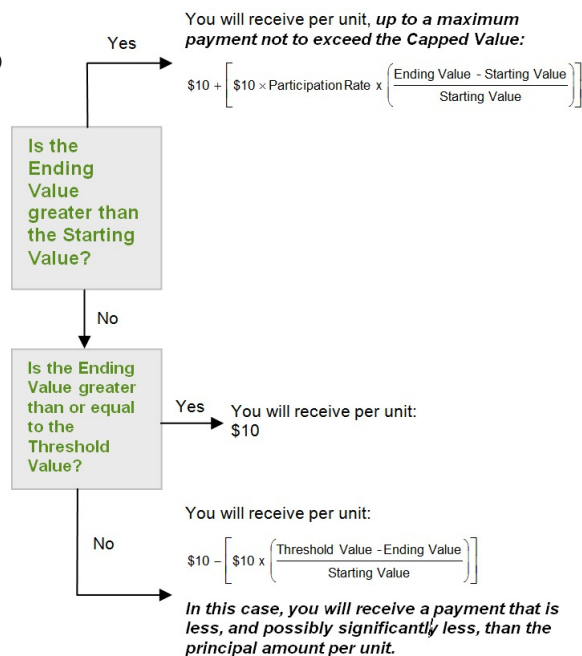 )
Yes
You will receive per unit, up to a maximum
payment not to exceed the Capped Value:
$10 + [ $10 × Participation Rate x ( Ending Value - Starting Value
Starting Value ) ]
Is the
Ending
Value
greater than
the Starting
Value?
No
Is the Ending
Value greater
than or equal
to the
Threshold
Value?
Yes
You will receive per unit:
$10
No
You will receive per unit:
$10 – [ $10 x ( Threshold Value - Ending Value
Starting Value ) ]
In this case, you will receive a payment that is
less, and possibly significantly less, than the
principal amount per unit.